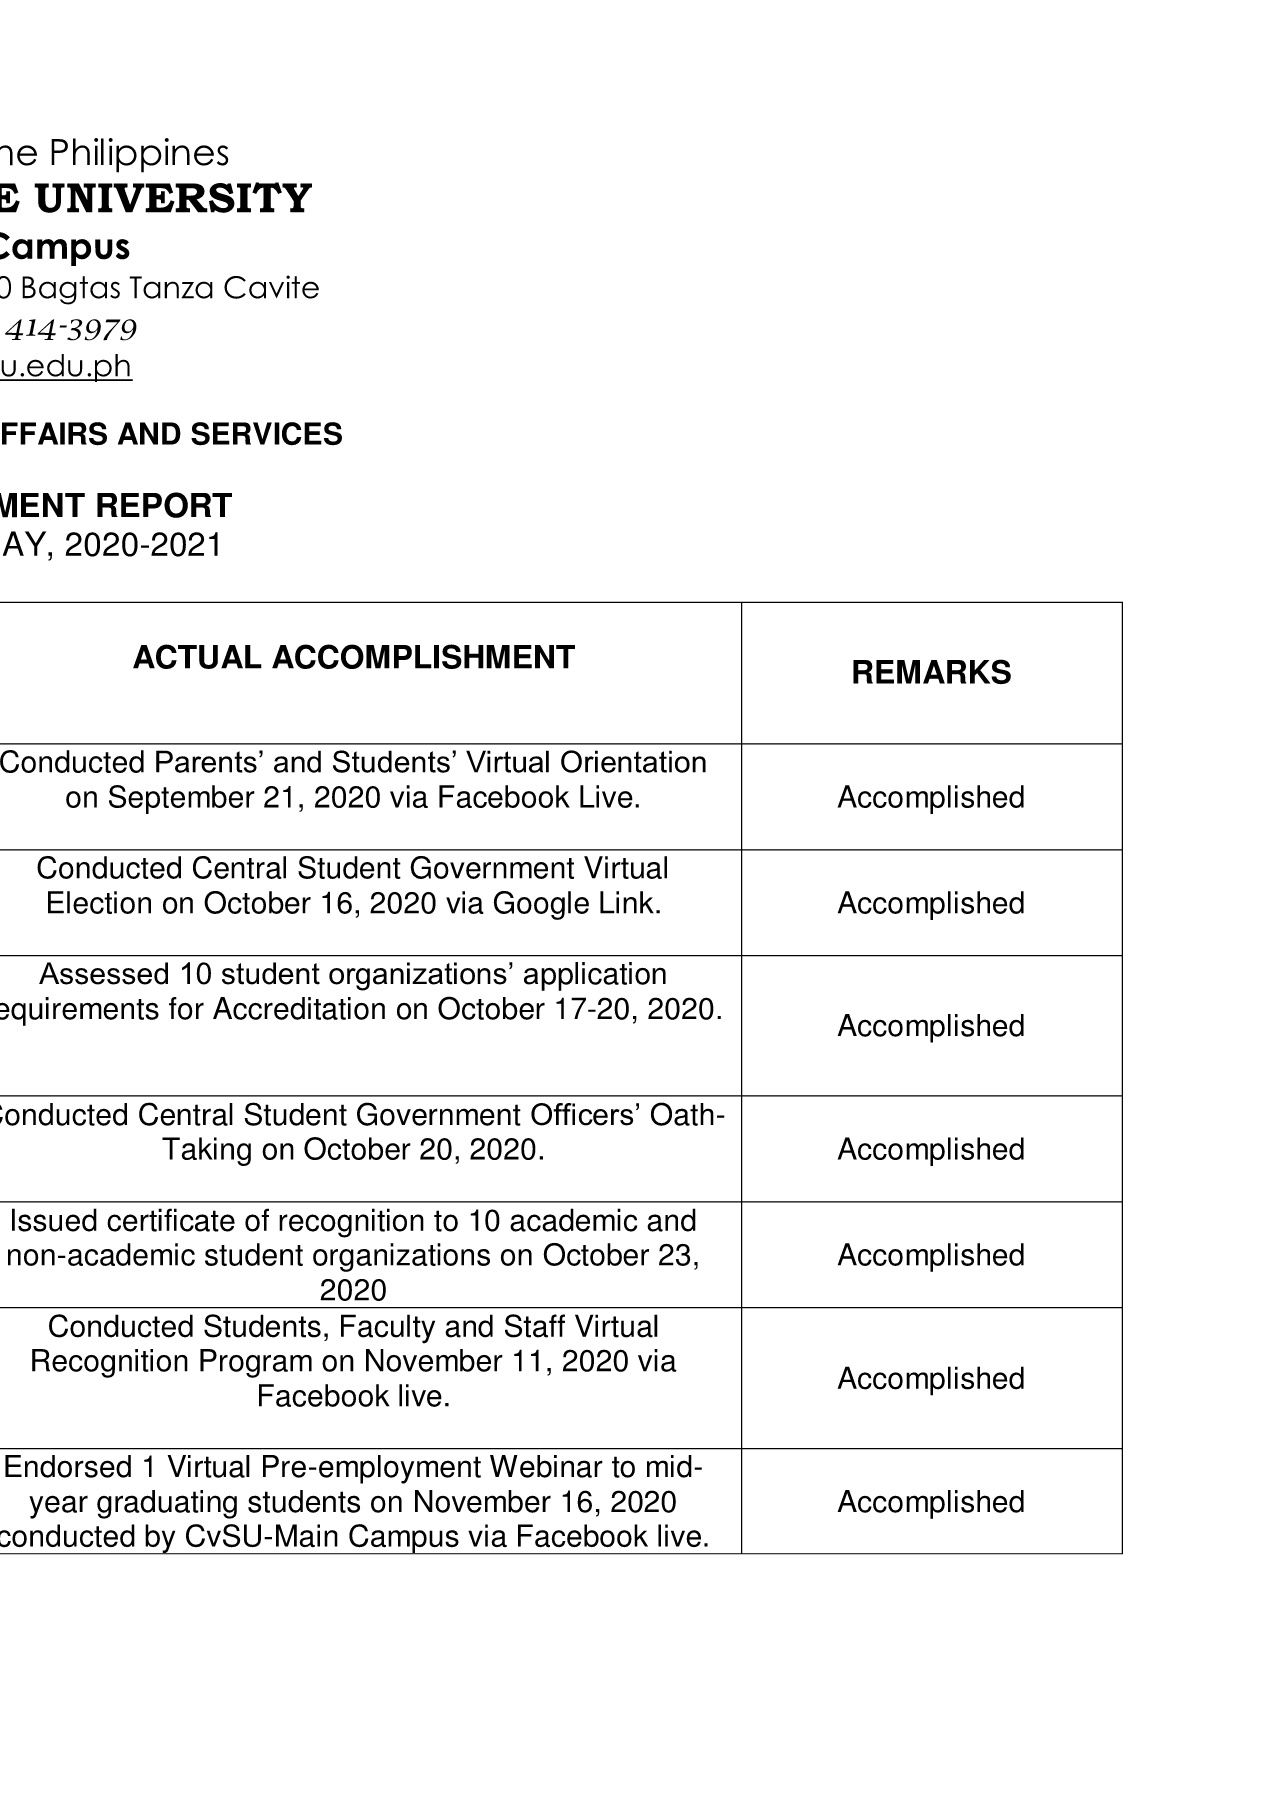 ne Philippines
E UNIVERSITY
Campus
0 Bagtas Tanza Cavite
414-3979
u.edu.ph
FFAIRS AND SERVICES
MENT REPORT
AY, 2020-2021
ACTUAL ACCOMPLISHMENT
REMARKS
Conducted Parents’ and Students’ Virtual Orientation
on September 21, 2020 via Facebook Live.
Accomplished
Conducted Central Student Government Virtual
Election on October 16, 2020 via Google Link.
Accomplished
Assessed 10 student organizations’ application
equirements for Accreditation on October 17-20, 2020.
Accomplished
Conducted Central Student Government Officers’ Oath-
Taking on October 20, 2020.
Accomplished
Issued certificate of recognition to 10 academic and
non-academic student organizations on October 23,
2020
Accomplished
Conducted Students, Faculty and Staff Virtual
Recognition Program on November 11, 2020 via
Facebook live.
Accomplished
Endorsed 1 Virtual Pre-employment Webinar to mid-
year graduating students on November 16, 2020
conducted by CvSU-Main Campus via Facebook live.
Accomplished